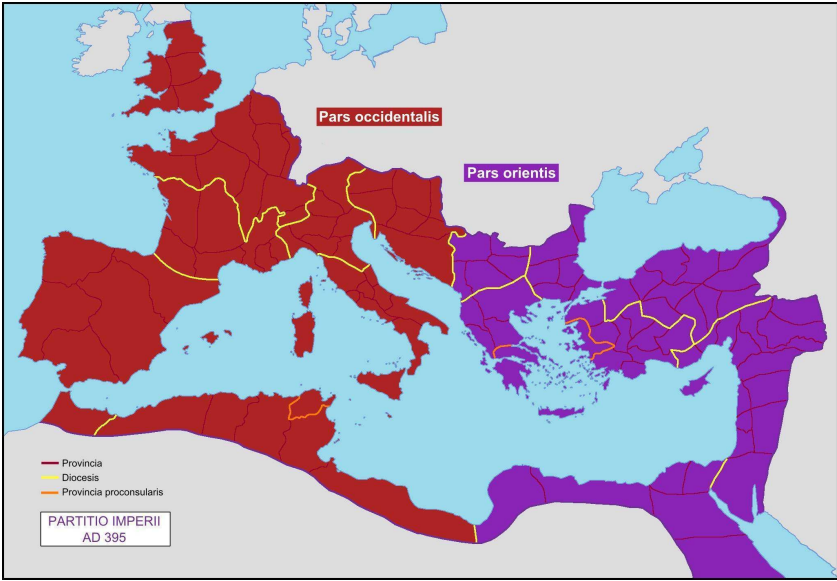 Pars occidentalis
Pars orientis
Provincia
Diocesis
Provincia proconsularis
PARTITIO IMPERII
AD 395